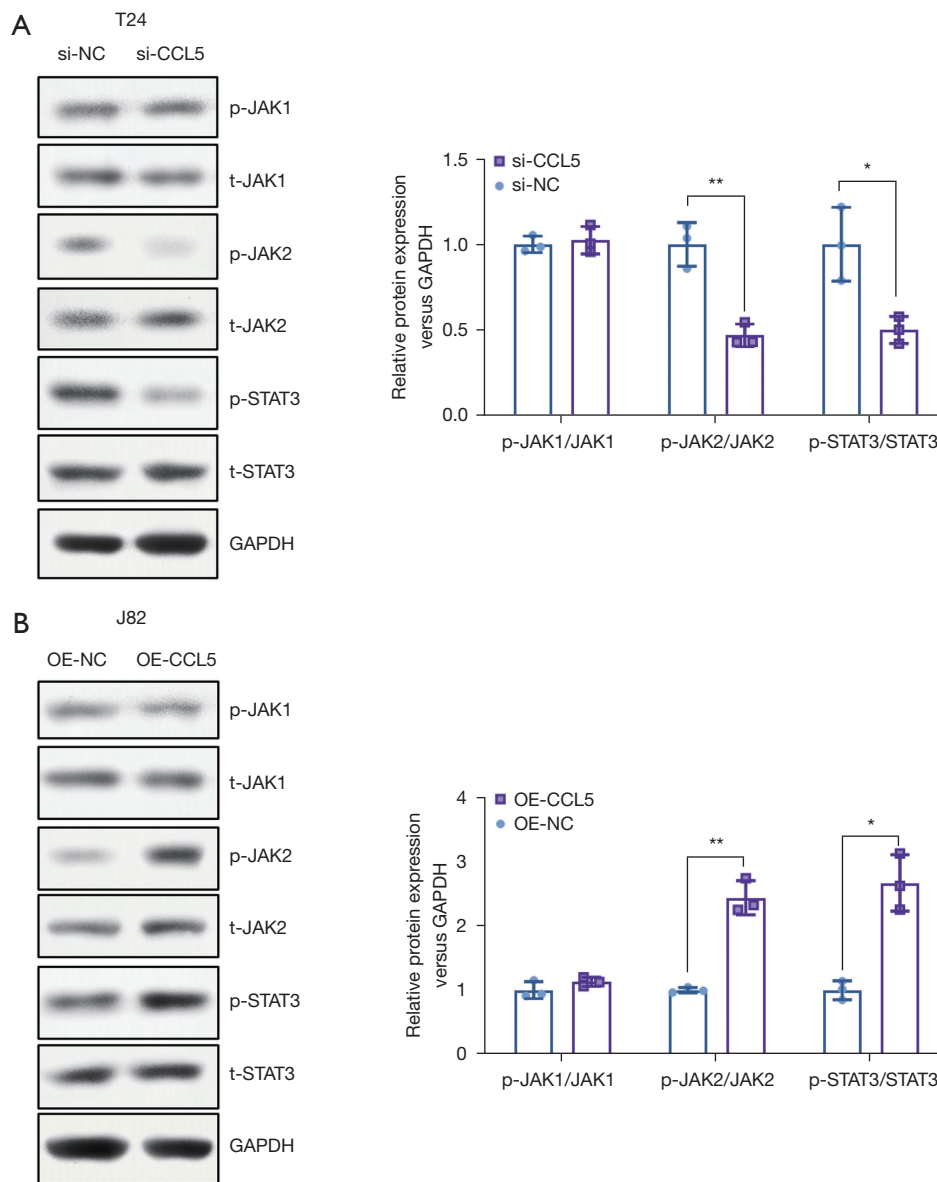 A
T24
si-NC si-CCL5
p-JAK1
t-JAK1
p-JAK2
t-JAK2
p-STAT3
t-STAT3
GAPDH
Relative protein expression
versus GAPDH
1.5
1.0
0.5
0.0
si-CCL5
si-NC
**
*
p-JAK1/JAK1 p-JAK2/JAK2 p-STAT3/STAT3
B
J82
OE-NC OE-CCL5
p-JAK1
t-JAK1
p-JAK2
t-JAK2
p-STAT3
t-STAT3
GAPDH
Relative protein expression
versus GAPDH
4
3
2
1
0
OE-CCL5
OE-NC
**
*
p-JAK1/JAK1 p-JAK2/JAK2 p-STAT3/STAT3